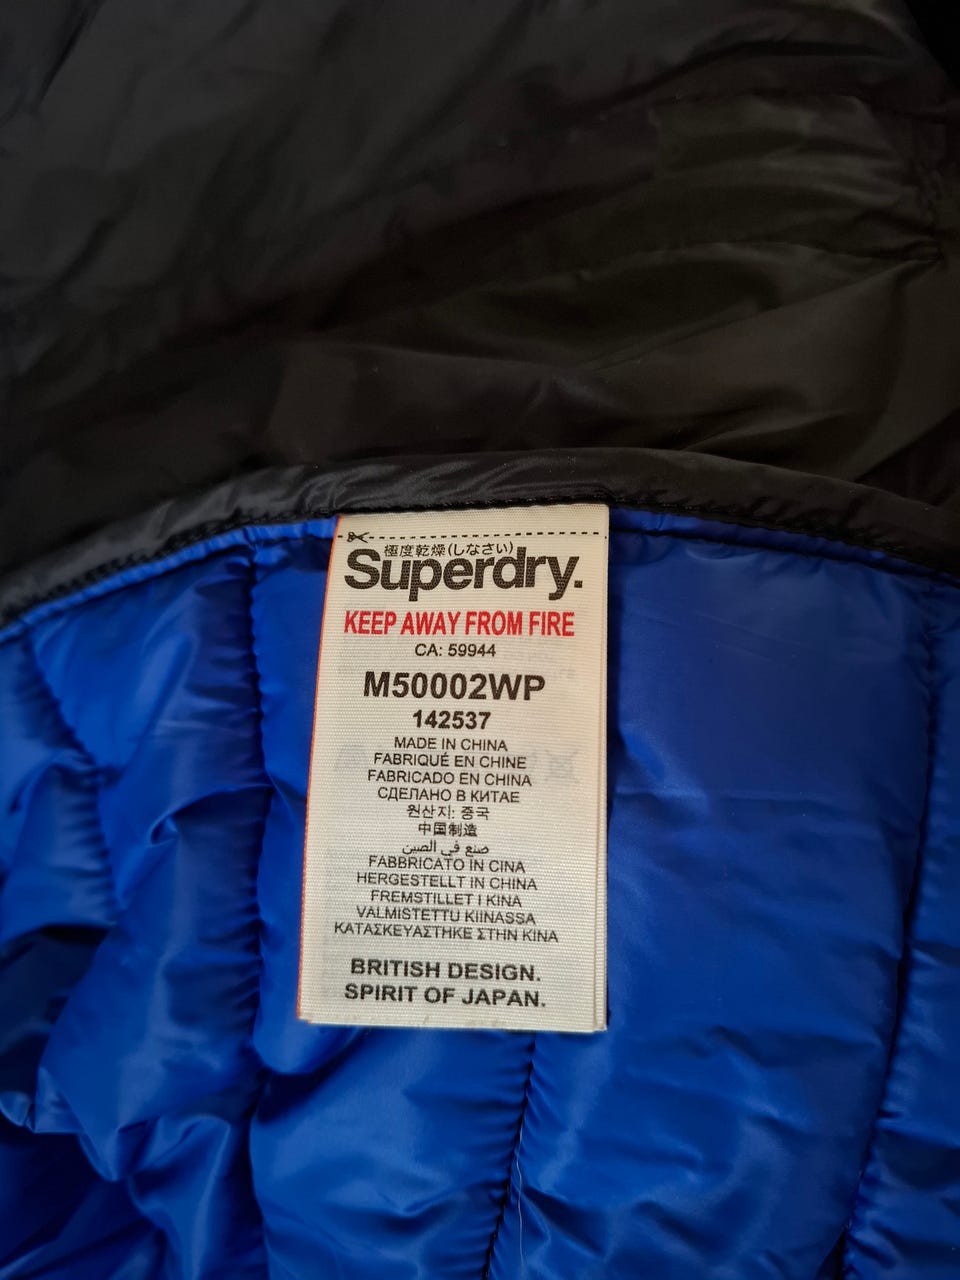 極度乾燥(しなさい)
Superdry.
KEEP AWAY FROM FIRE
CA: 59944
M50002WP
142537
MADE IN CHINA
FABRIQUÉ EN CHINE
FABRICADO EN CHINA
СДЕЛАНО В КИТАЕ
원산지: 중국
中国制造
صنع في الصين
FABBRICATO IN CINA
HERGESTELLT IN CHINA
FREMSTILLET I KINA
VALMISTETTU KIINASSA
ΚΑΤΑΣΚΕΥΑΣΤΗΚΕ ΣΤΗΝ ΚΙΝΑ
BRITISH DESIGN.
SPIRIT OF JAPAN.